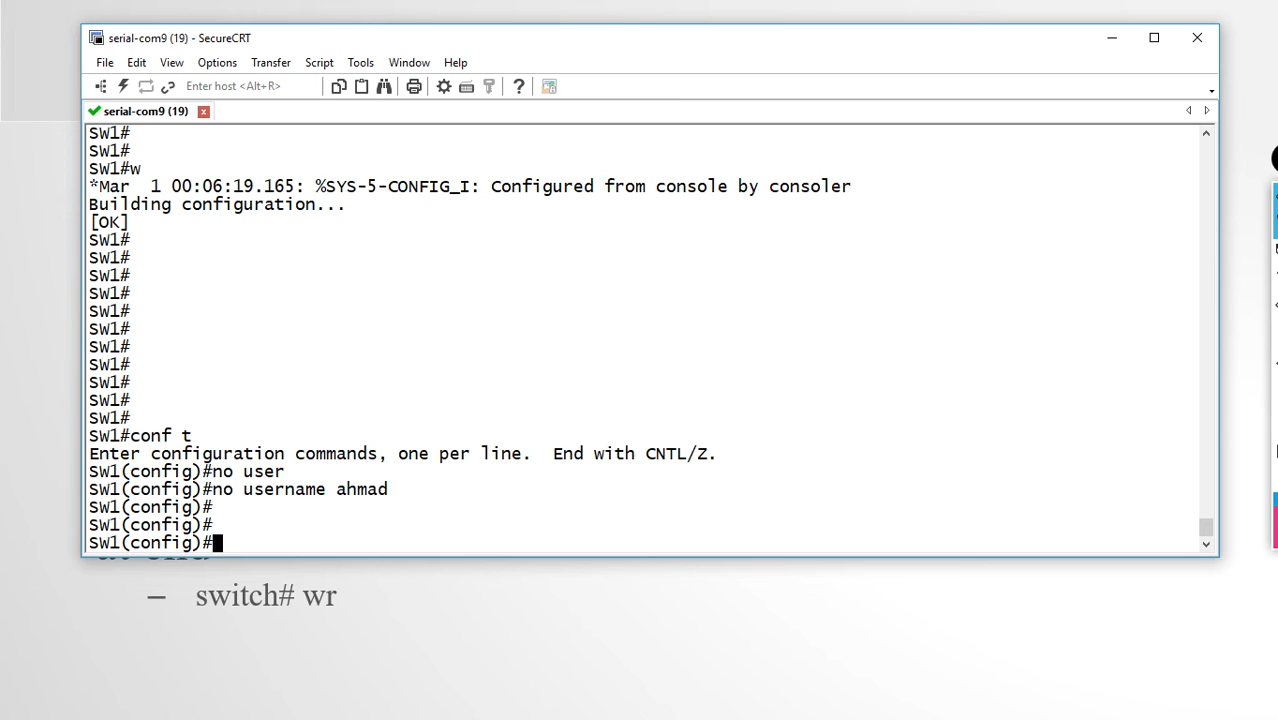 serial-com9 (19) - SecureCRT
File Edit View Options Transfer Script Tools Window Help
Enter host <Alt+R>
serial-com9 (19)
SW1#
SW1#
SW1#w
*Mar  1 00:06:19.165: %SYS-5-CONFIG_I: Configured from console by consoler
Building configuration...
[OK]
SW1#
SW1#
SW1#
SW1#
SW1#
SW1#
SW1#
SW1#
SW1#
SW1#
SW1#
SW1#conf t
Enter configuration commands, one per line.  End with CNTL/Z.
SW1(config)#no user
SW1(config)#no username ahmad
SW1(config)#
SW1(config)#
SW1(config)#
– switch# wr